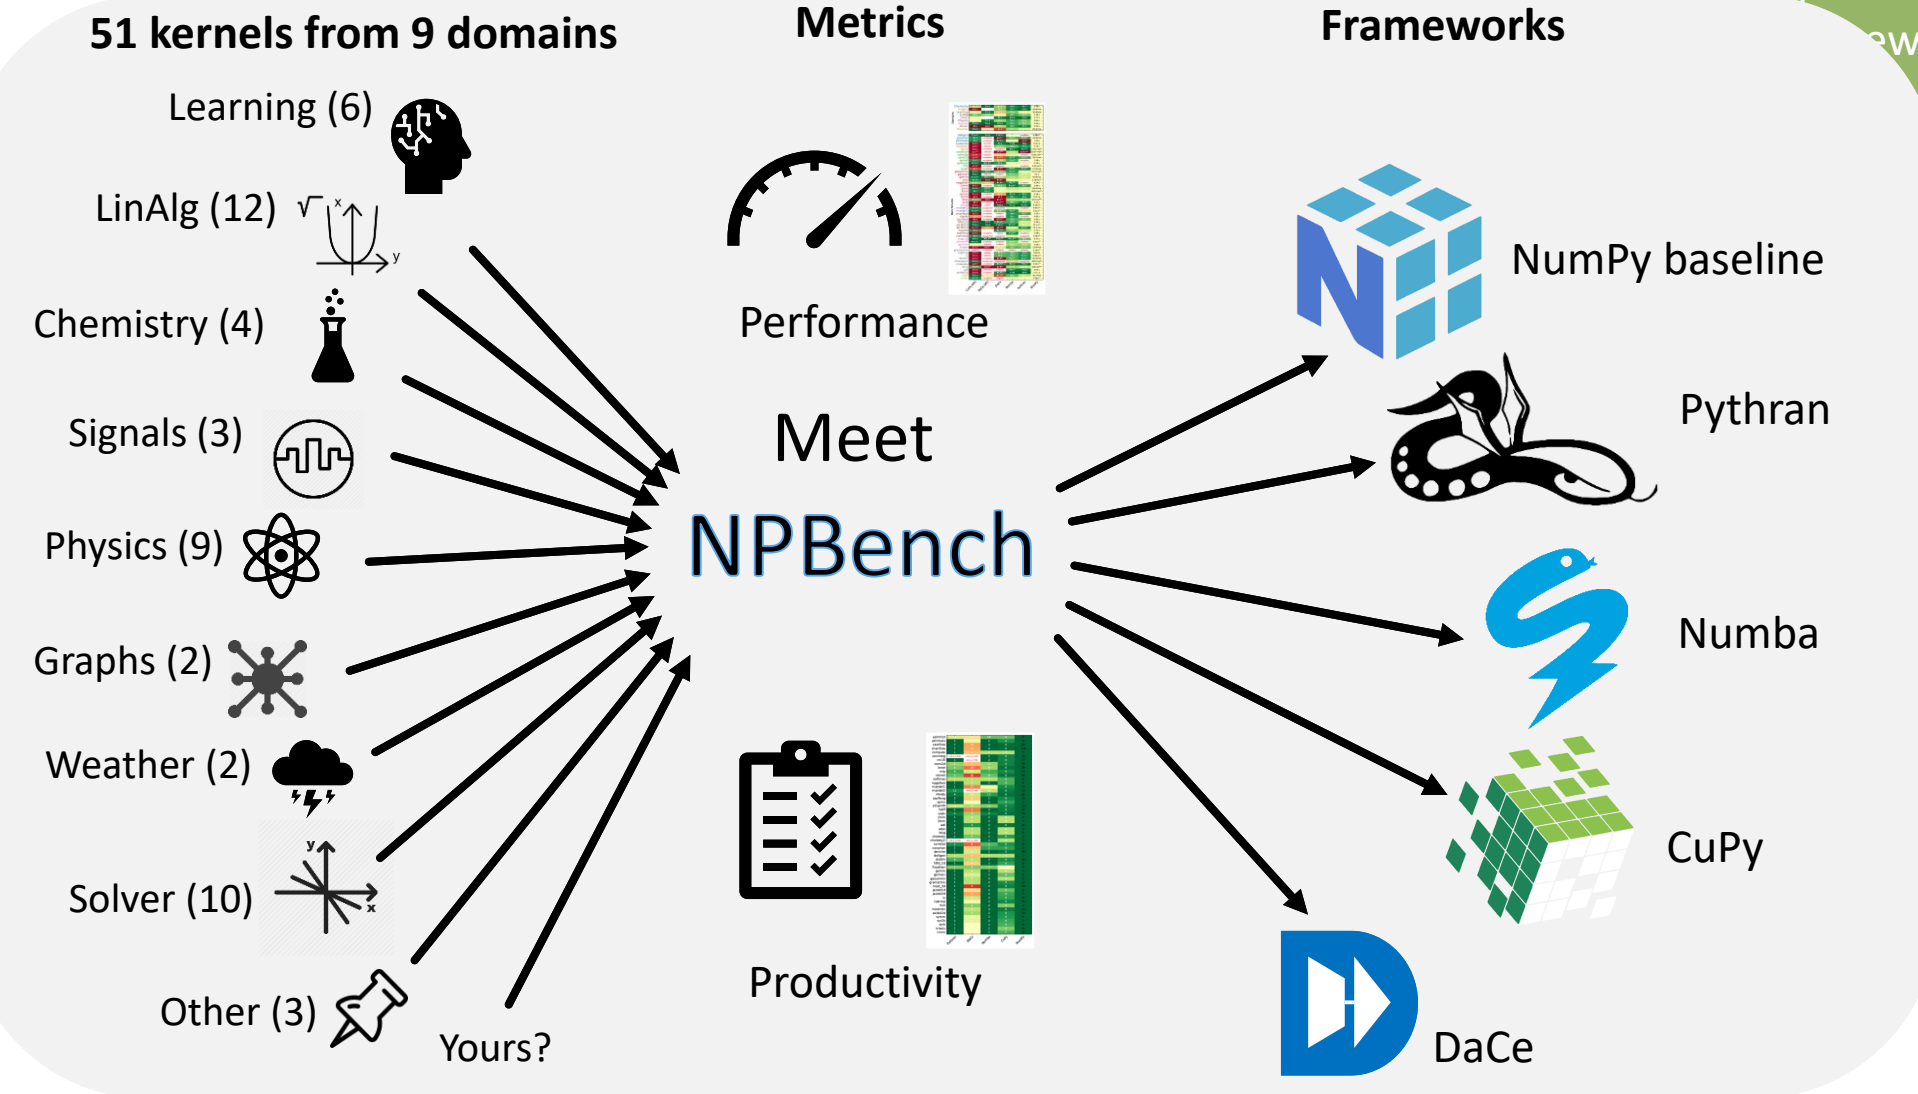 51 kernels from 9 domains
Learning (6)
LinAlg (12)
√ x
y
Chemistry (4)
Signals (3)
Physics (9)
Graphs (2)
Weather (2)
Solver (10)
y
x
Other (3)
Yours?
Metrics
Performance
Meet
NPBench
Productivity
Frameworks
NumPy baseline
Pythran
Numba
CuPy
DaCe
ew